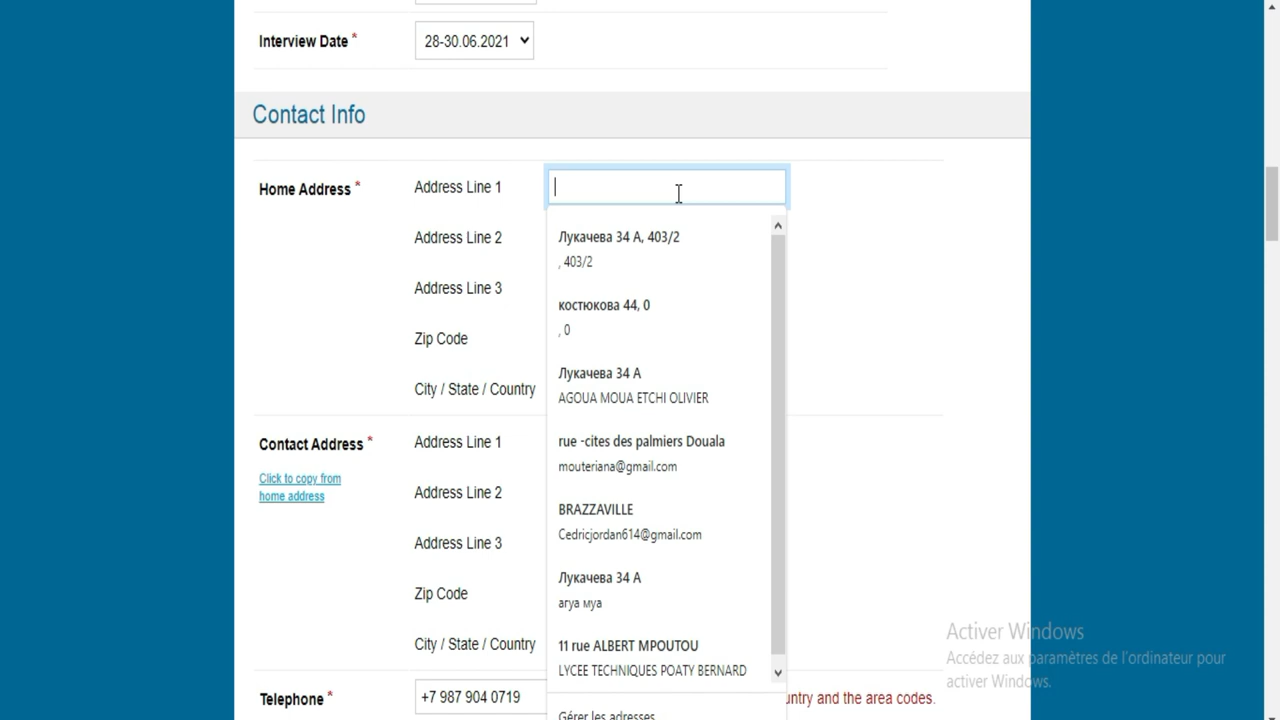 Interview Date *
28-30.06.2021
Contact Info
Home Address *
Address Line 1
Address Line 2
Address Line 3
Zip Code
City / State / Country
Лукачева 34 А, 403/2
, 403/2
костюкова 44, 0
, 0
Лукачева 34 А
AGOUA MOUA ETCHI OLIVIER
rue -cites des palmiers Douala
mouteriana@gmail.com
BRAZZAVILLE
Cedricjordan614@gmail.com
Лукачева 34 А
агуа муа
11 rue ALBERT MPOUTOU
LYCEE TECHNIQUES POATY BERNARD
Gérer les adresses
Contact Address *
Click to copy from
home address
Address Line 1
Address Line 2
Address Line 3
Zip Code
City / State / Country
Telephone *
+7 987 904 0719
and the area codes.
Activer Windows
Accédez aux paramètres de l'ordinateur pour
activer Windows.